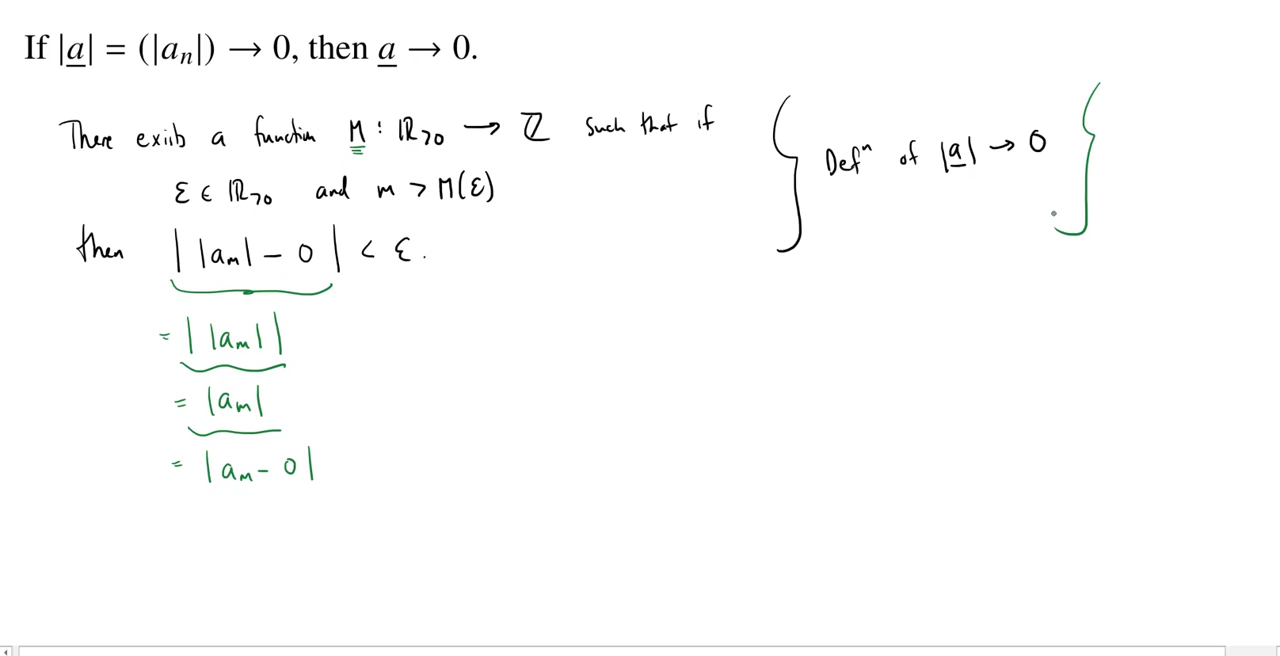 If |a| = (|aₙ|) → 0, then a → 0.
There exiib a function M : ℝ>0 → ℤ such that if
ε ∈ ℝ>0 and m > M(ε)
then | |aₘ| − 0 | < ε.
Defⁿ of |a| → 0
= | |aₘ| |
= |aₘ|
= |aₘ − 0|